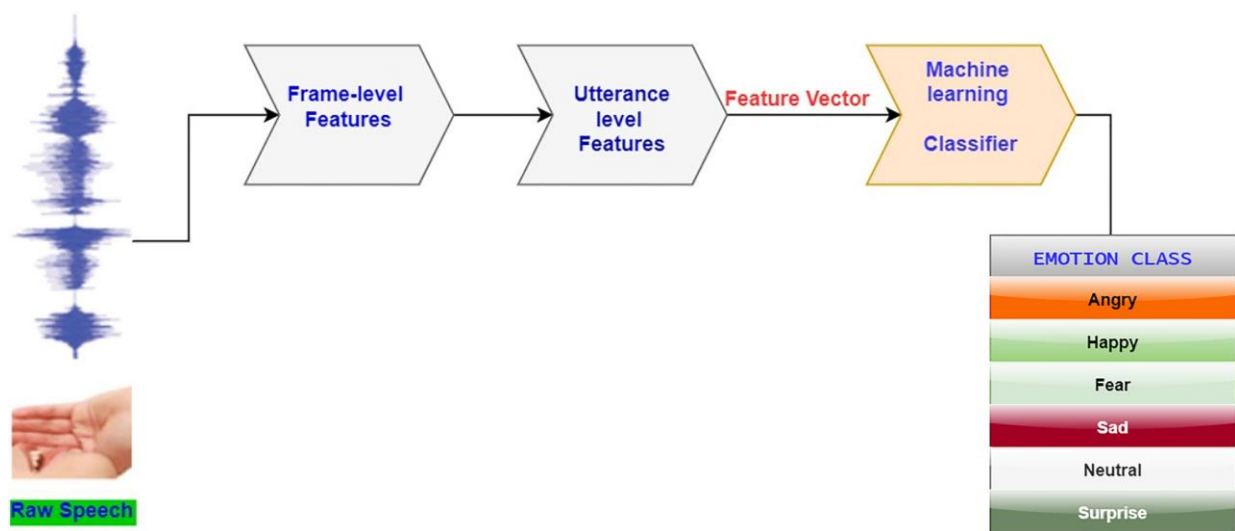 Frame-level
Features
Utterance
level
Features
Feature Vector
Machine
learning
Classifier
EMOTION CLASS
Angry
Happy
Fear
Sad
Neutral
Surprise
Raw Speech